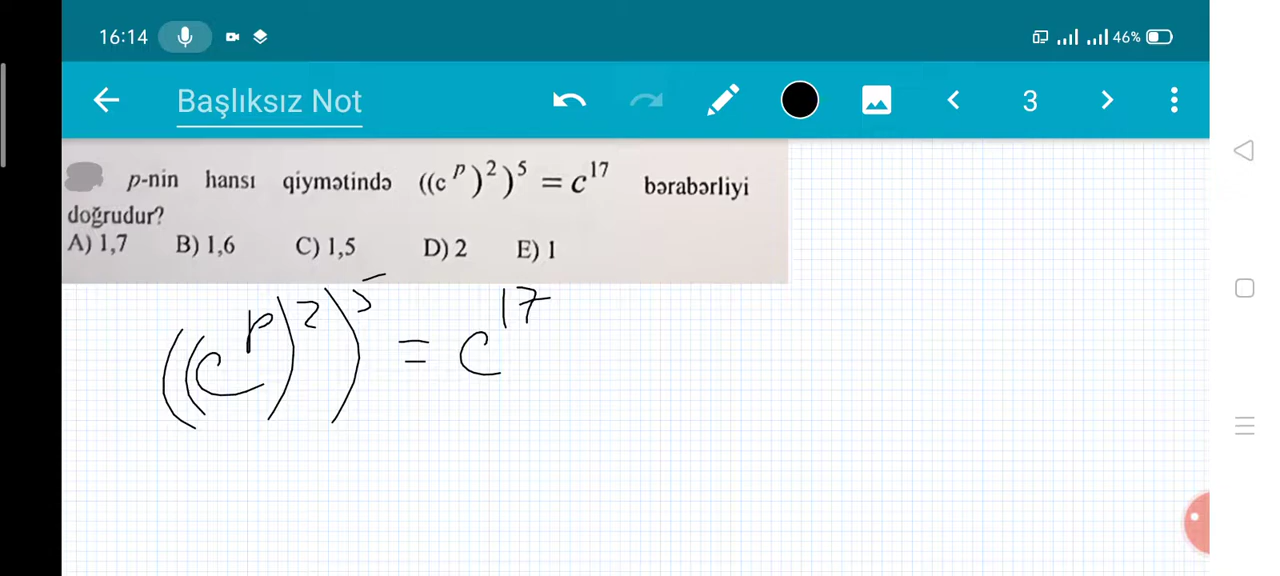 16:14 46%
Başlıksız Not 3
p-nin hansı qiymətində ((c^p)^2)^5 = c^17 bərabərliyi
doğrudur?
A) 1,7 B) 1,6 C) 1,5 D) 2 E) 1
((c^p)^2)^5 = c^17